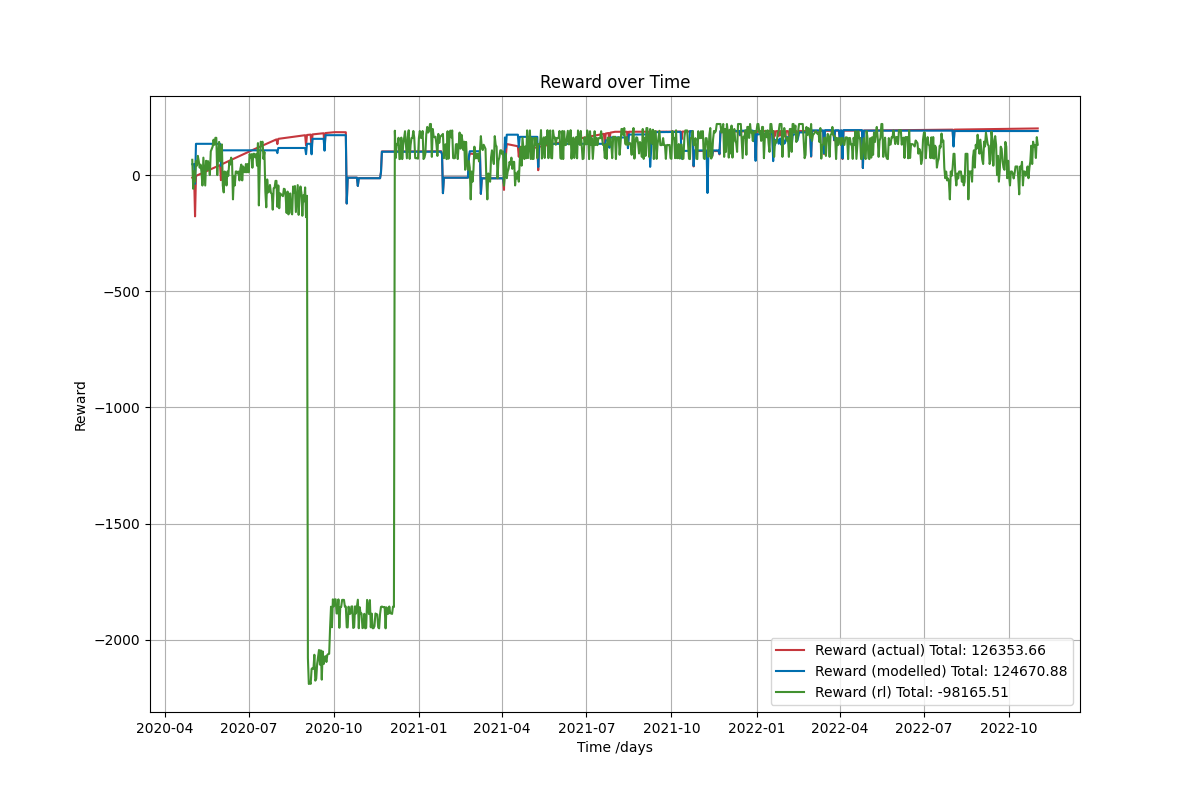 Reward over Time
0
−500
−1000
−1500
−2000
Reward
2020-04
2020-07
2020-10
2021-01
2021-04
2021-07
2021-10
2022-01
2022-04
2022-07
2022-10
Time /days
Reward (actual) Total: 126353.66
Reward (modelled) Total: 124670.88
Reward (rl) Total: -98165.51